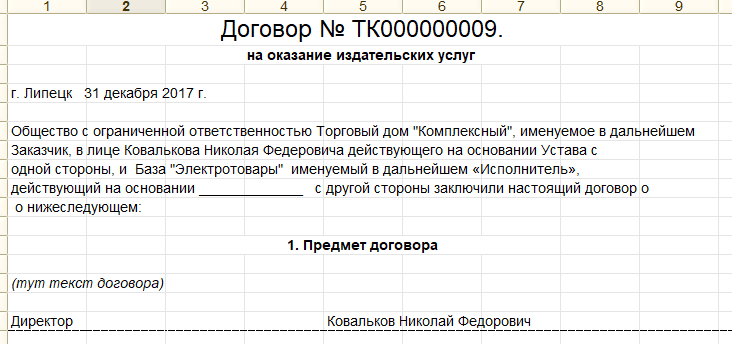 1 2 3 4 5 6 7 8 9
Договор № ТК000000009.
на оказание издательских услуг
г. Липецк 31 декабря 2017 г.
Общество с ограниченной ответственностью Торговый дом "Комплексный", именуемое в дальнейшем
Заказчик, в лице Ковалькова Николая Федеровича действующего на основании Устава с
одной стороны, и База "Электротовары" именуемый в дальнейшем «Исполнитель»,
действующий на основании _____________ с другой стороны заключили настоящий договор о
о нижеследующем:
1. Предмет договора
(тут текст договора)
Директор Ковальков Николай Федорович